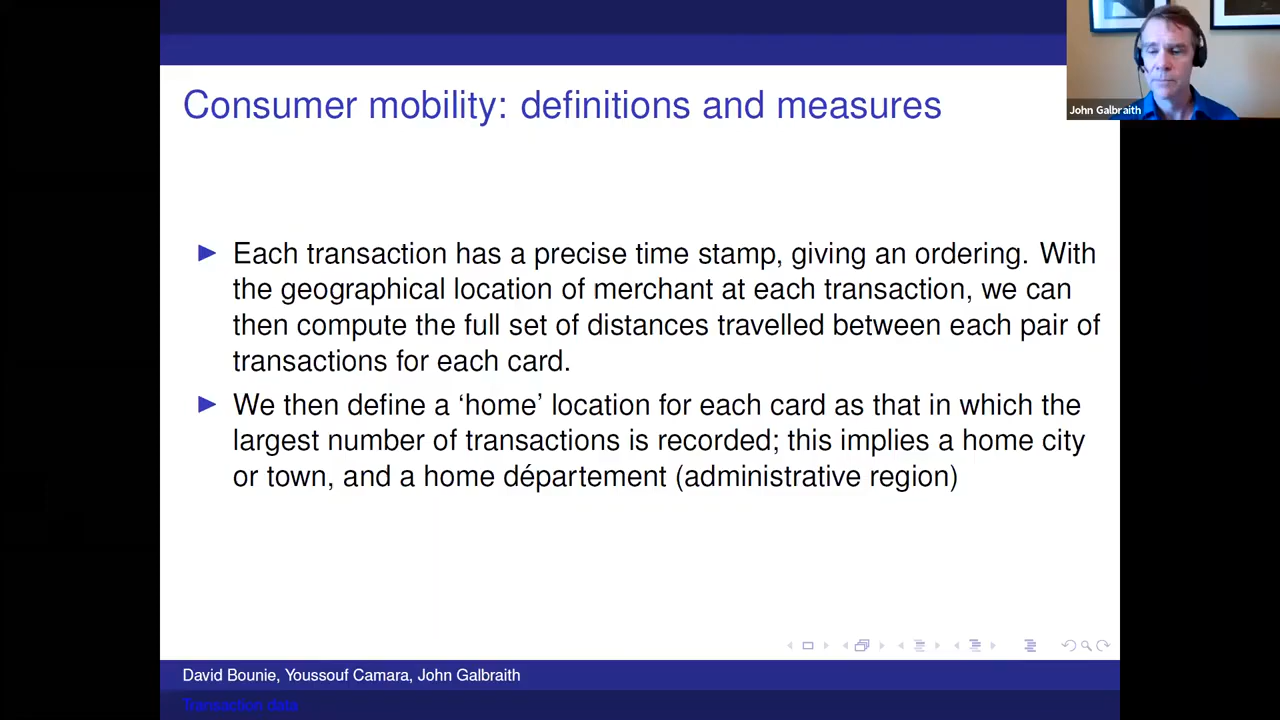 Consumer mobility: definitions and measures
John Galbraith
Each transaction has a precise time stamp, giving an ordering. With
the geographical location of merchant at each transaction, we can
then compute the full set of distances travelled between each pair of
transactions for each card.
We then define a ‘home’ location for each card as that in which the
largest number of transactions is recorded; this implies a home city
or town, and a home département (administrative region)
David Bounie, Youssouf Camara, John Galbraith
Transaction data